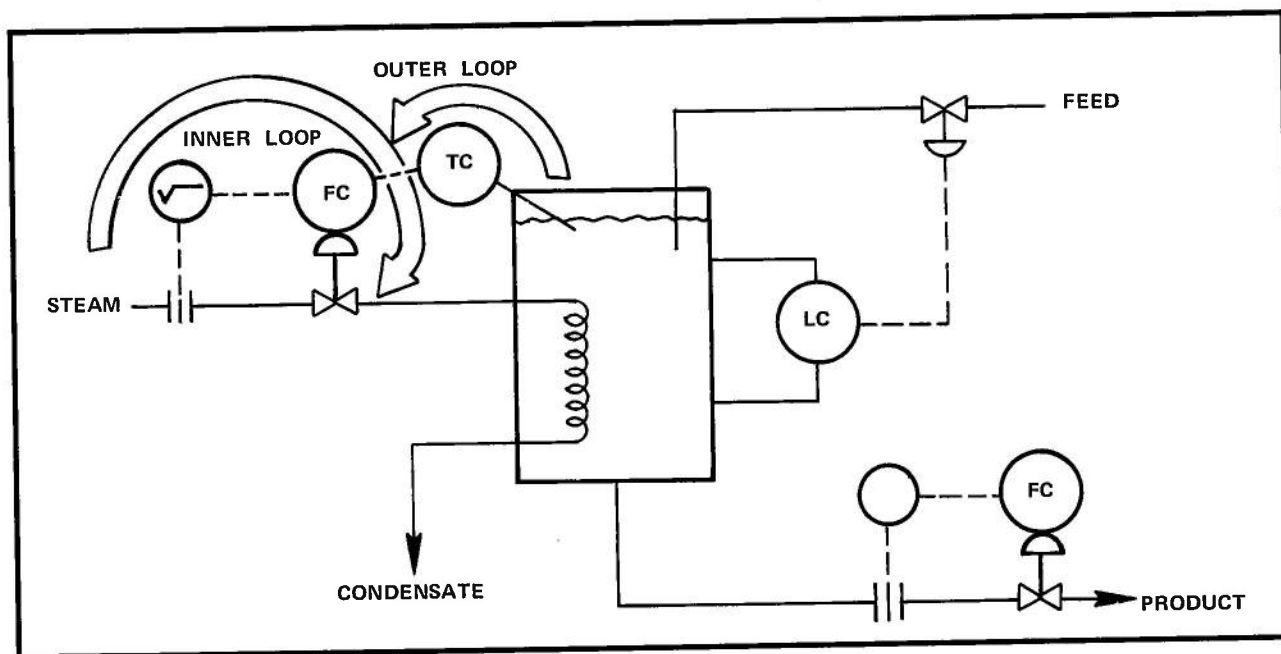 OUTER LOOP
FEED
INNER LOOP
TC
FC
√
STEAM
LC
FC
CONDENSATE
PRODUCT